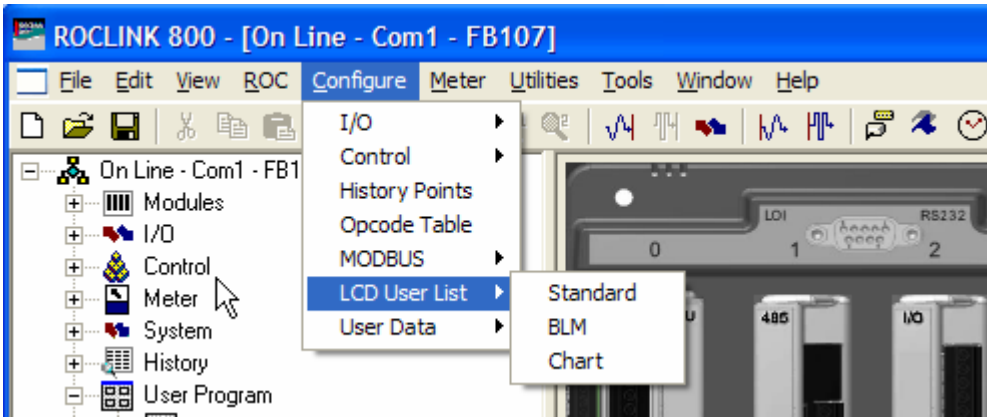 ROCLINK 800 - [On Line - Com1 - FB107]
File Edit View ROC Configure Meter Utilities Tools Window Help
I/O
Control
History Points
Opcode Table
MODBUS
LCD User List
User Data
Standard
BLM
Chart
On Line - Com1 - FB1
Modules
I/O
Control
Meter
System
History
User Program
LOI
RS232
0 1 2
U
485
I/O